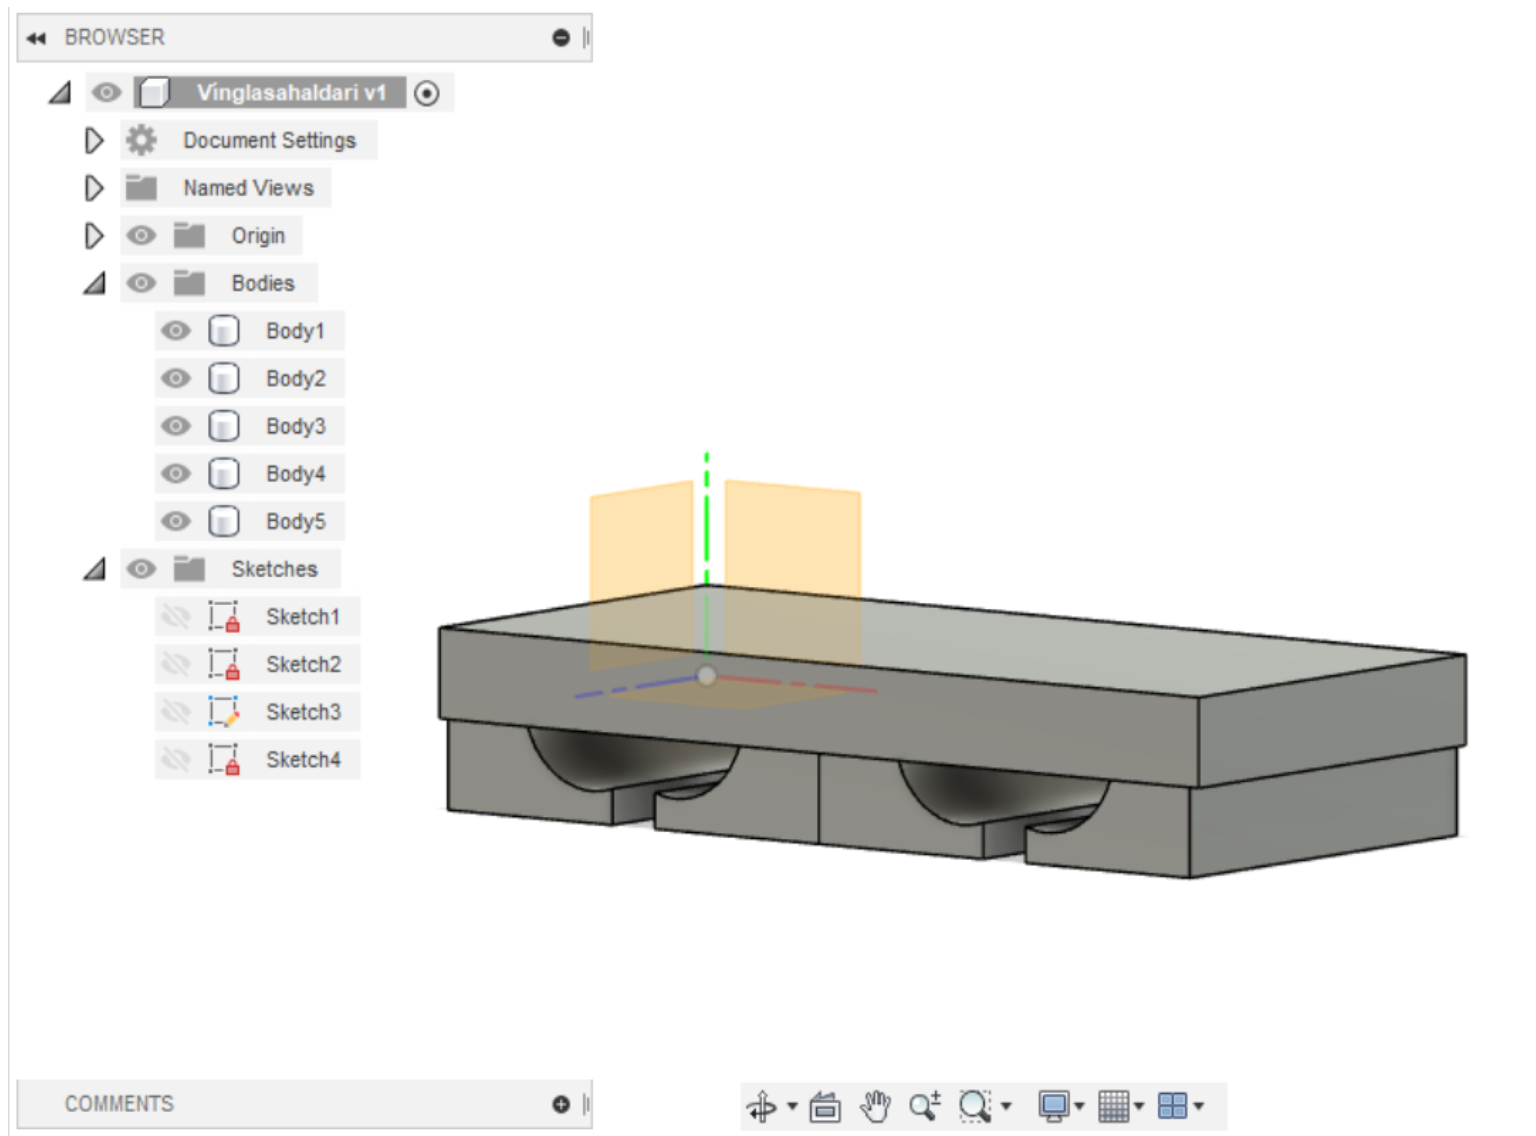 BROWSER
Vínglasahaldari v1
Document Settings
Named Views
Origin
Bodies
Body1
Body2
Body3
Body4
Body5
Sketches
Sketch1
Sketch2
Sketch3
Sketch4
COMMENTS